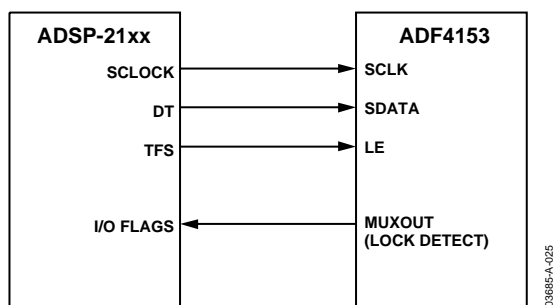 ADSP-21xx
ADF4153
SCLOCK
SCLK
DT
SDATA
TFS
LE
I/O FLAGS
MUXOUT
(LOCK DETECT)
03685-A-025